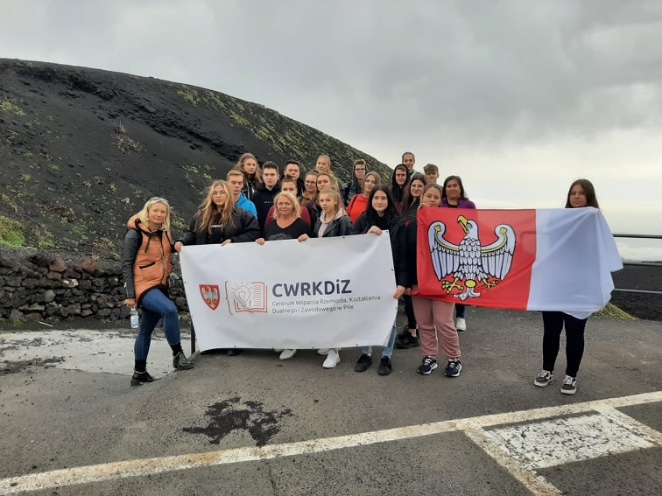 CWRKDiZ
Centrum Wsparcia Rzemiosła, Kształcenia
Dualnego i Zawodowego w Pile